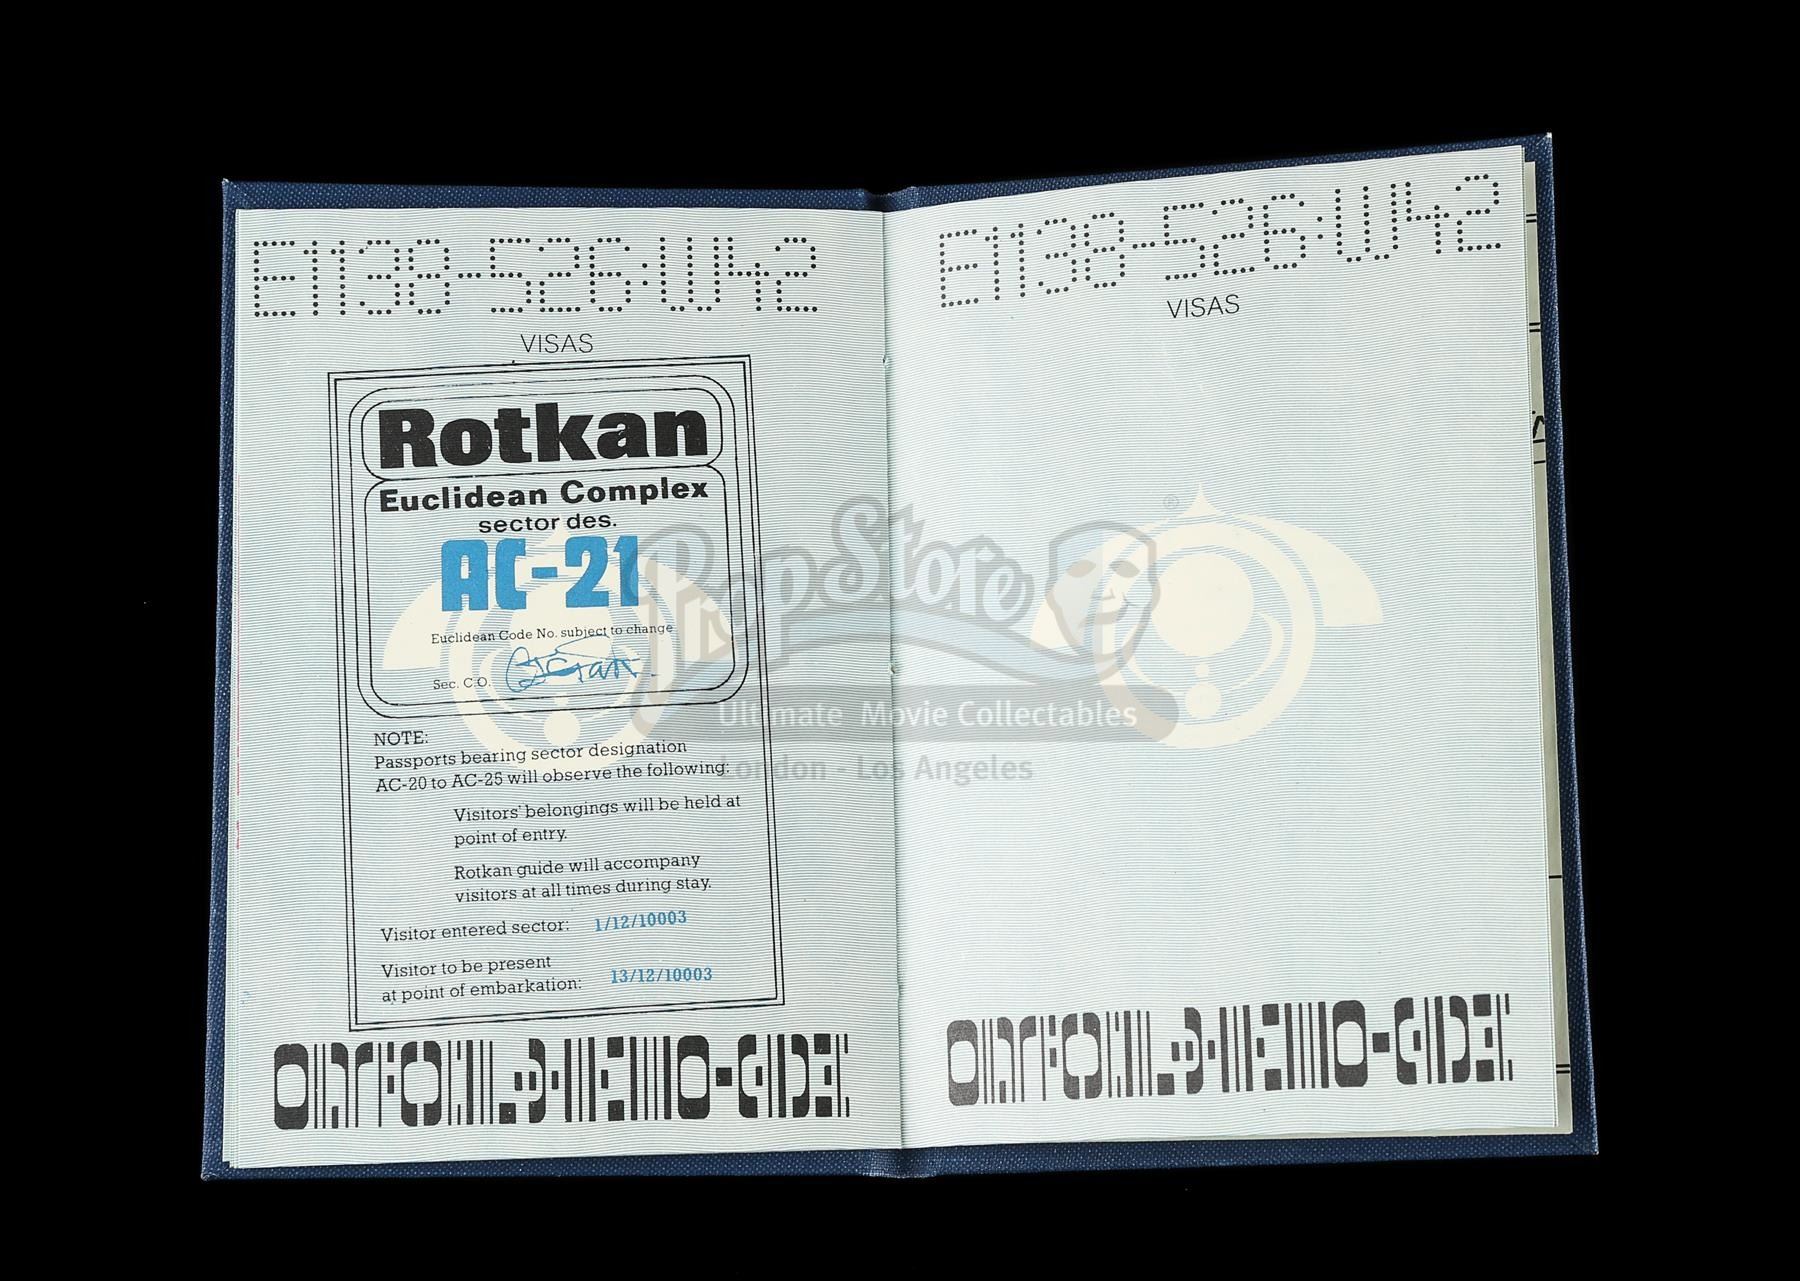 E1138-526·W42
VISAS
Rotkan
Euclidean Complex
sector des.
AC-21
Euclidean Code No. subject to change
Sec. C.O.
NOTE:
Passports bearing sector designation
AC-20 to AC-25 will observe the following:
Visitors' belongings will be held at
point of entry.
Rotkan guide will accompany
visitors at all times during stay.
Visitor entered sector: 1/12/10003
Visitor to be present
at point of embarkation: 13/12/10003
E1138-526·W42
VISAS
PropStore®
Ultimate Movie Collectables
London - Los Angeles